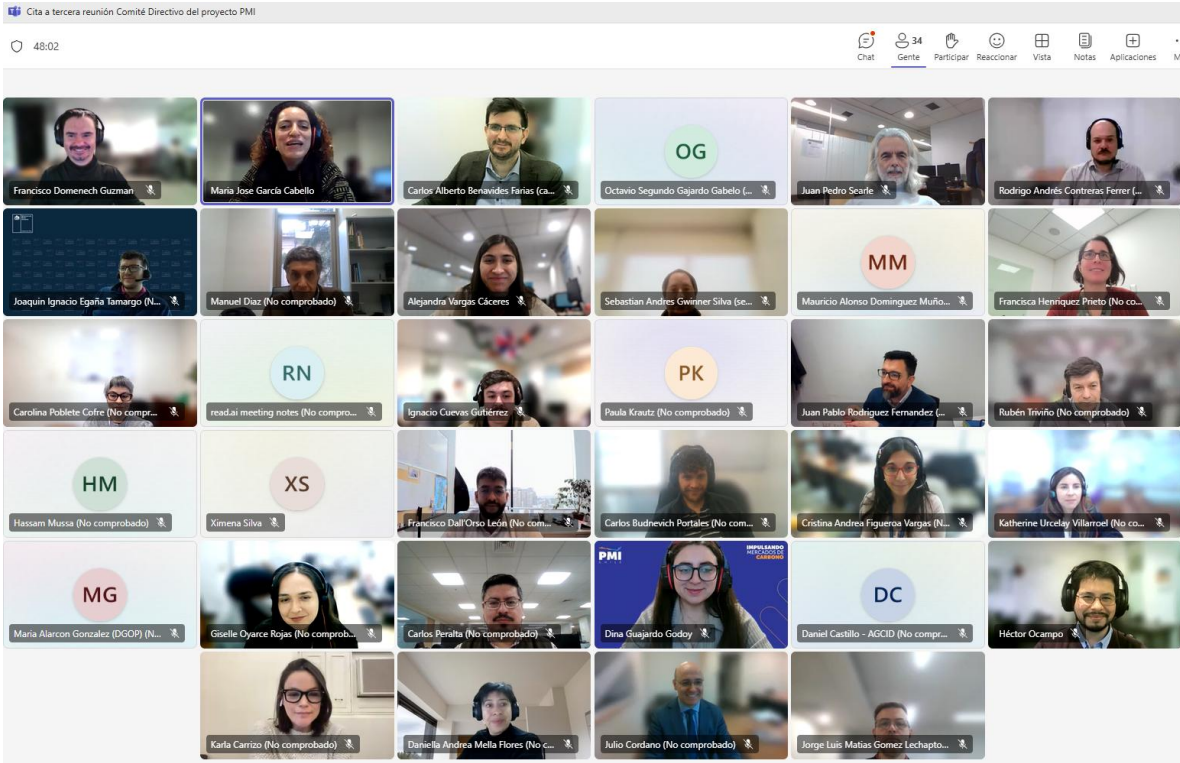 Cita a tercera reunión Comité Directivo del proyecto PMI
48:02
Chat
34
Gente
Participar
Reaccionar
Vista
Notas
Aplicaciones
M
Francisco Domenech Guzman
Maria Jose García Cabello
Carlos Alberto Benavides Farias (ca...
OG
Octavio Segundo Gajardo Gabelo (...
Juan Pedro Searle
Rodrigo Andrés Contreras Ferrer (...
Joaquin Ignacio Egaña Tamargo (N...
Manuel Diaz (No comprobado)
Alejandra Vargas Cáceres
Sebastian Andres Gwinner Silva (se...
MM
Mauricio Alonso Dominguez Muño...
Francisca Henriquez Prieto (No co...
Carolina Poblete Cofre (No compr...
RN
read.ai meeting notes (No compro...
Ignacio Cuevas Gutiérrez
PK
Paula Krautz (No comprobado)
Juan Pablo Rodriguez Fernandez (...
Rubén Triviño (No comprobado)
HM
Hassam Mussa (No comprobado)
XS
Ximena Silva
Francisco Dall'Orso León (No com...
Carlos Budnevich Portales (No com...
Cristina Andrea Figueroa Vargas (N...
Katherine Urcelay Villarroel (No co...
MG
Maria Alarcon Gonzalez (DGOP) (N...
Giselle Oyarce Rojas (No comprob...
Carlos Peralta (No comprobado)
PMI
CHILE
IMPULSANDO
MERCADOS DE
CARBONO
Dina Guajardo Godoy
DC
Daniel Castillo - AGCID (No compr...
Héctor Ocampo
Karla Carrizo (No comprobado)
Daniella Andrea Mella Flores (No c...
Julio Cordano (No comprobado)
Jorge Luis Matias Gomez Lechapto...